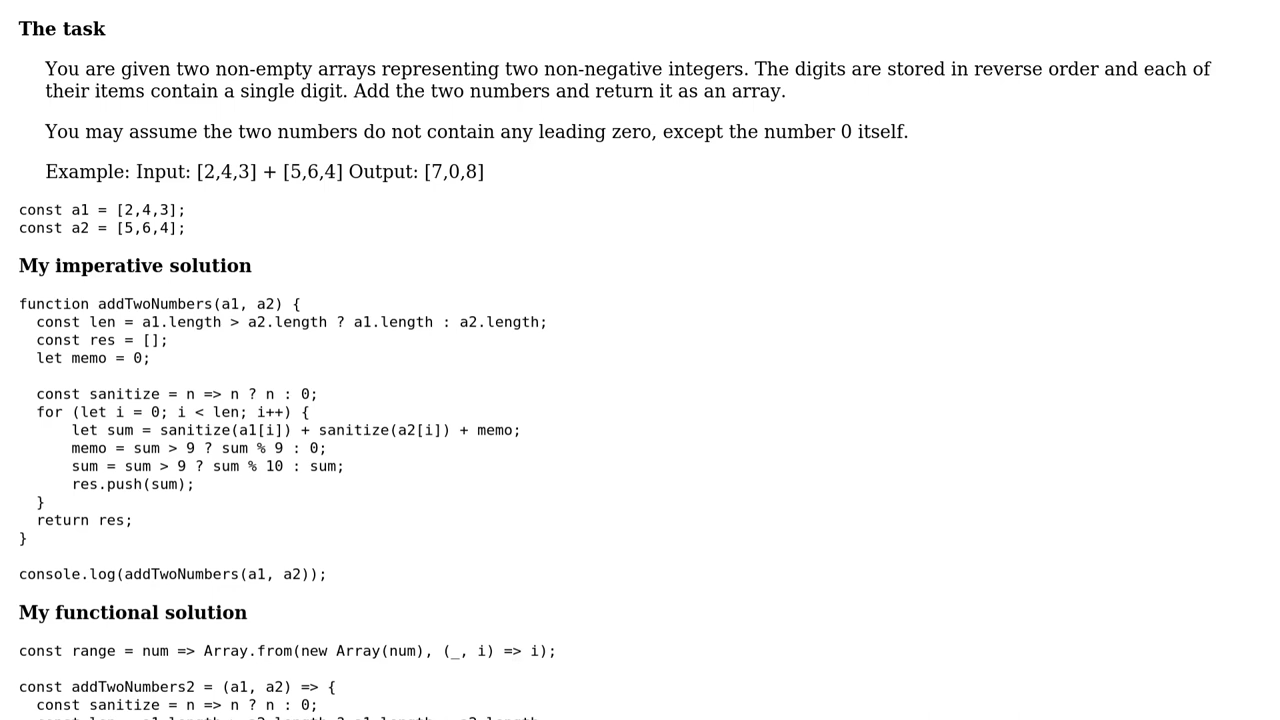 The task
You are given two non-empty arrays representing two non-negative integers. The digits are stored in reverse order and each of
their items contain a single digit. Add the two numbers and return it as an array.
You may assume the two numbers do not contain any leading zero, except the number 0 itself.
Example: Input: [2,4,3] + [5,6,4] Output: [7,0,8]
const a1 = [2,4,3];
const a2 = [5,6,4];
My imperative solution
function addTwoNumbers(a1, a2) {
  const len = a1.length > a2.length ? a1.length : a2.length;
  const res = [];
  let memo = 0;
  const sanitize = n => n ? n : 0;
  for (let i = 0; i < len; i++) {
      let sum = sanitize(a1[i]) + sanitize(a2[i]) + memo;
      memo = sum > 9 ? sum % 9 : 0;
      sum = sum > 9 ? sum % 10 : sum;
      res.push(sum);
  }
  return res;
}
console.log(addTwoNumbers(a1, a2));
My functional solution
const range = num => Array.from(new Array(num), (_, i) => i);
const addTwoNumbers2 = (a1, a2) => {
  const sanitize = n => n ? n : 0;